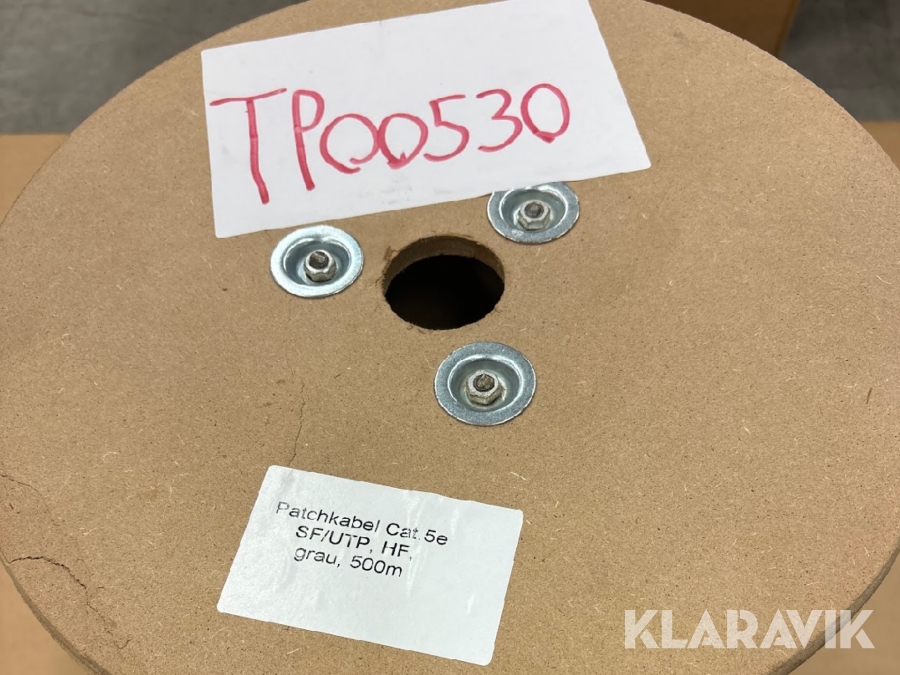 TP00530
Patchkabel Cat.5e
SF/UTP, HF,
grau, 500m
KLARAVIK